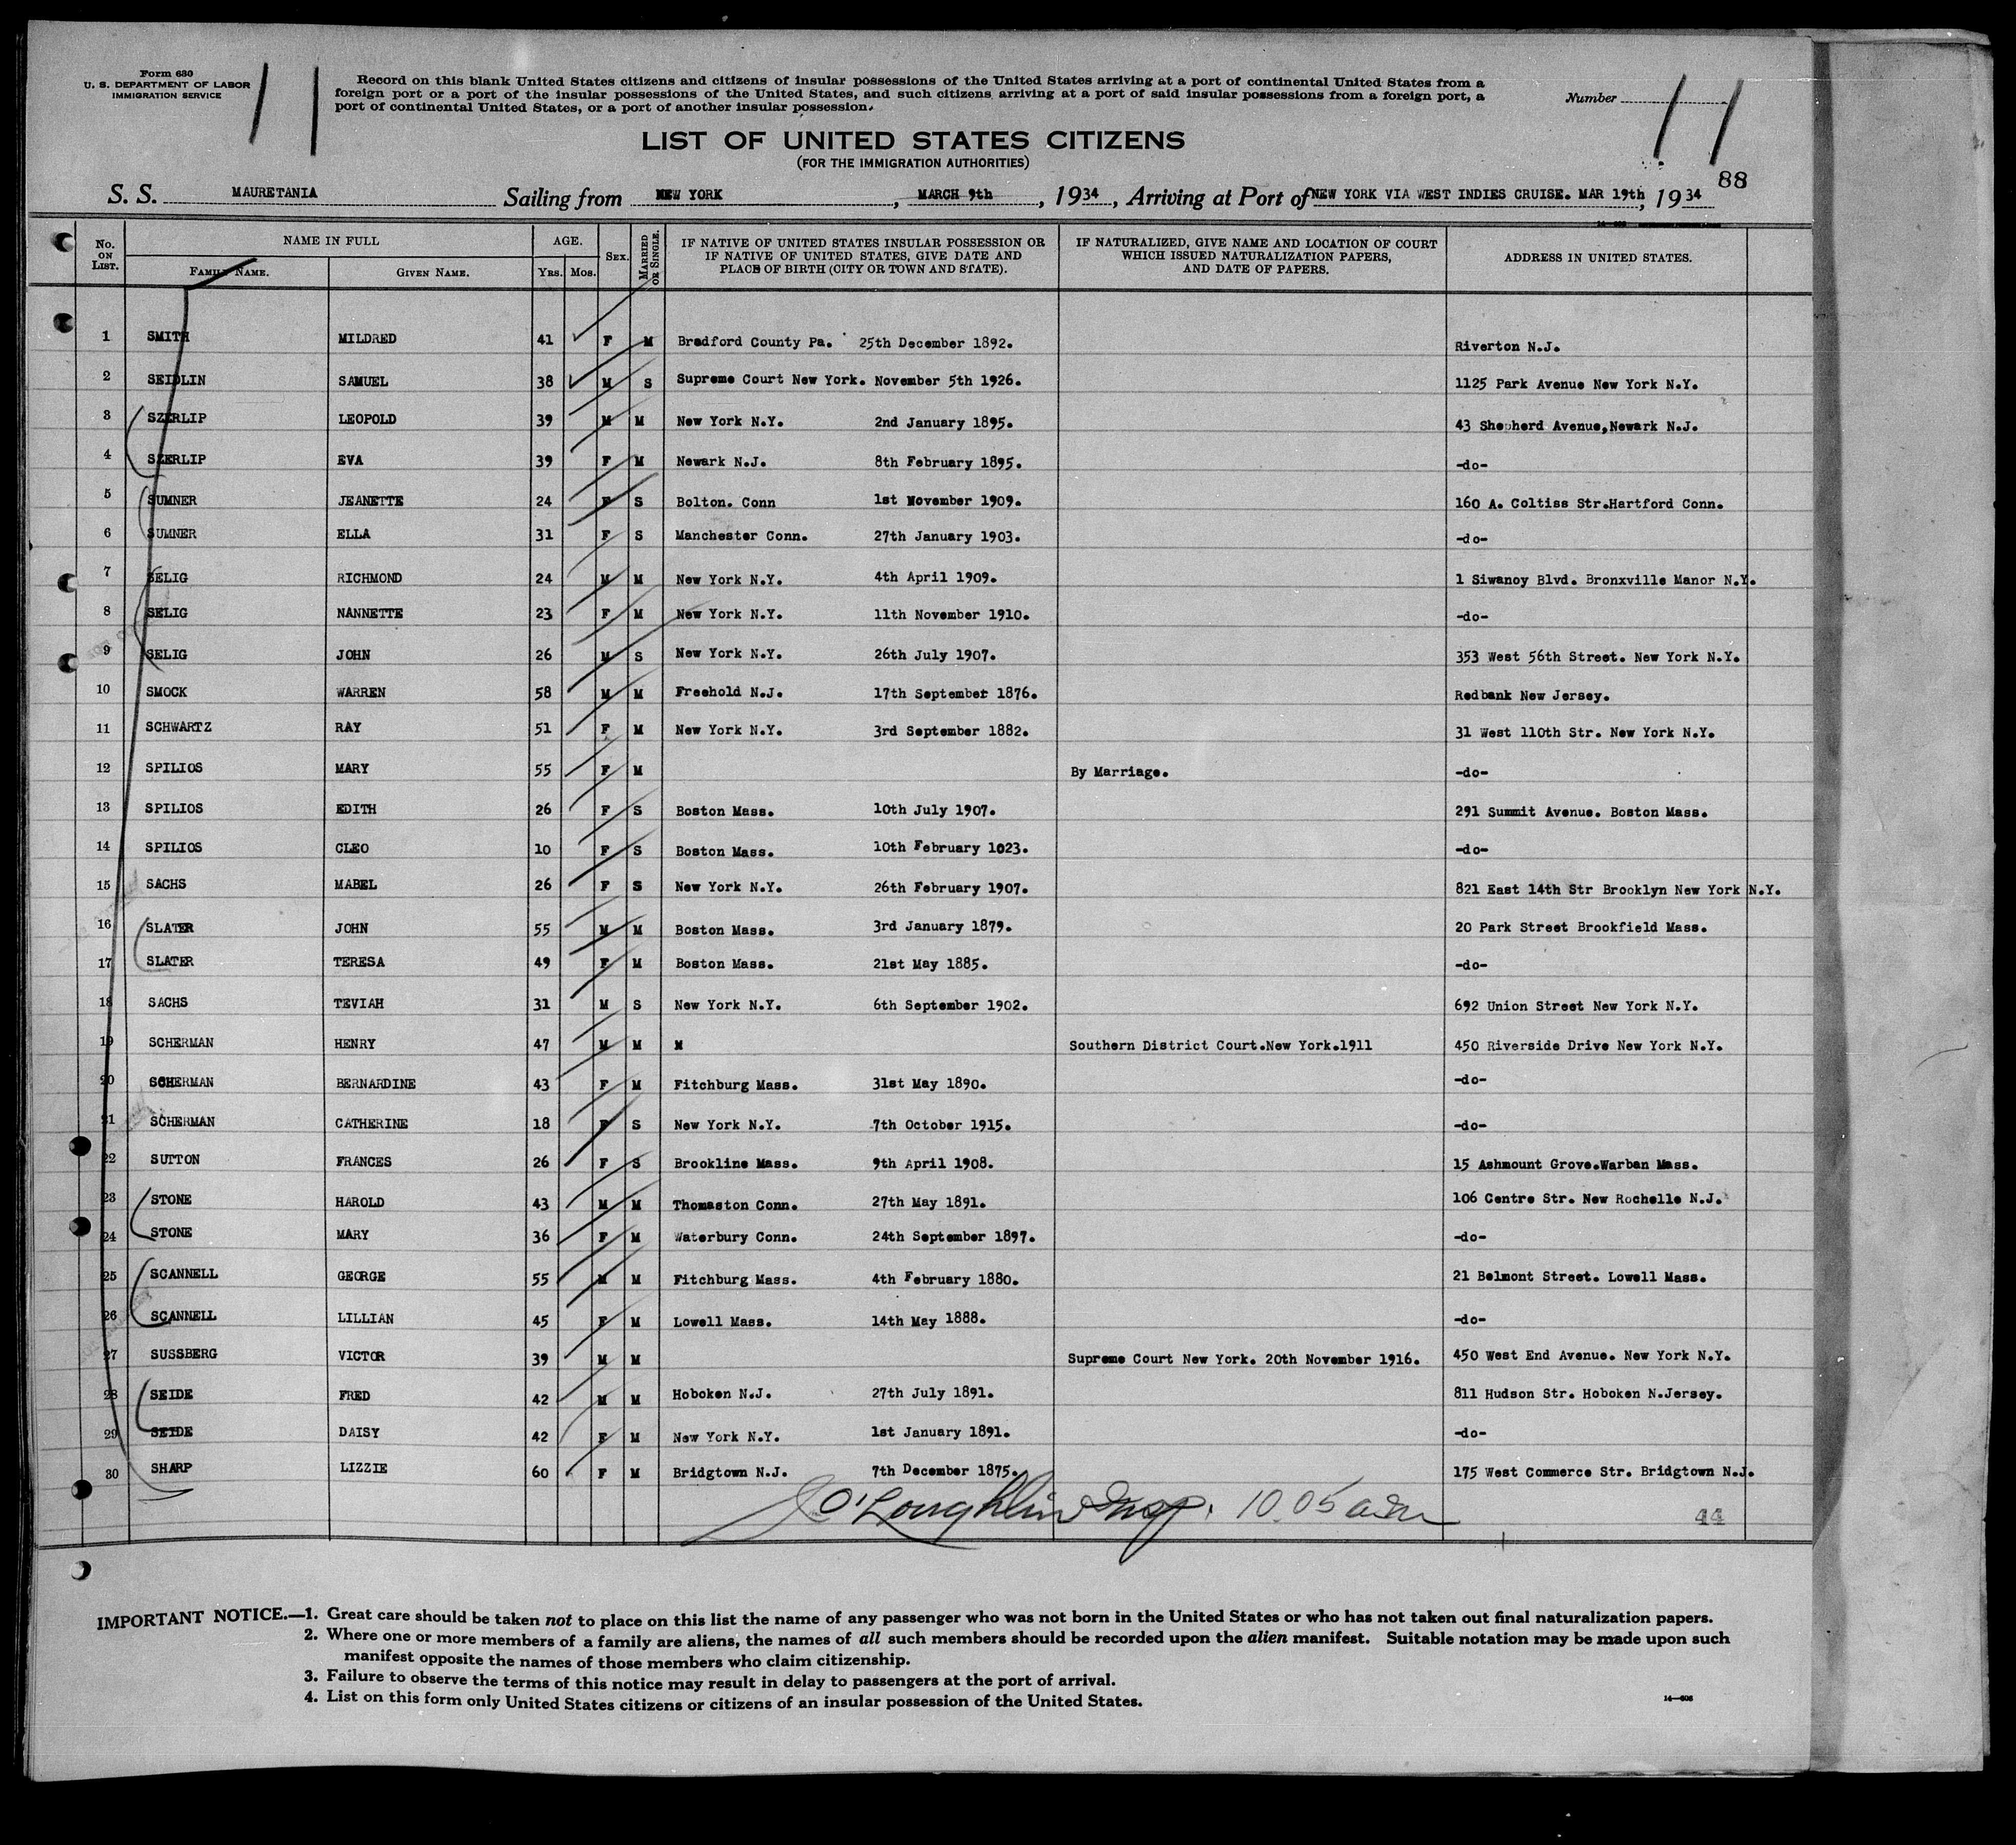 Form 630
U. S. DEPARTMENT OF LABOR
IMMIGRATION SERVICE
Record on this blank United States citizens and citizens of insular possessions of the United States arriving at a port of continental United States from a
foreign port or a port of the insular possessions of the United States, and such citizens arriving at a port of said insular possessions from a foreign port, a
port of continental United States, or a port of another insular possession.
Number 11
LIST OF UNITED STATES CITIZENS
(FOR THE IMMIGRATION AUTHORITIES)
88
S. S. MAURETANIA Sailing from NEW YORK, MARCH 9th, 1934, Arriving at Port of NEW YORK VIA WEST INDIES CRUISE. MAR 19th, 1934
No. ON LIST. NAME IN FULL FAMILY NAME. GIVEN NAME. AGE. Yrs. Mos. SEX. MARRIED OR SINGLE. IF NATIVE OF UNITED STATES INSULAR POSSESSION OR IF NATIVE OF UNITED STATES, GIVE DATE AND PLACE OF BIRTH (CITY OR TOWN AND STATE). IF NATURALIZED, GIVE NAME AND LOCATION OF COURT WHICH ISSUED NATURALIZATION PAPERS, AND DATE OF PAPERS. ADDRESS IN UNITED STATES.
1 SMITH MILDRED 41 F M Bradford County Pa. 25th December 1892. Riverton N.J.
2 SEIDLIN SAMUEL 38 M S Supreme Court New York. November 5th 1926. 1125 Park Avenue New York N.Y.
3 SZERLIP LEOPOLD 39 M M New York N.Y. 2nd January 1895. 43 Shepherd Avenue, Newark N.J.
4 SZERLIP EVA 39 F M Newark N.J. 8th February 1895. -do-
5 SUMNER JEANETTE 24 F S Bolton. Conn 1st November 1909. 160 A. Coltiss Str.Hartford Conn.
6 SUMNER ELLA 31 F S Manchester Conn. 27th January 1903. -do-
7 SELIG RICHMOND 24 M M New York N.Y. 4th April 1909. 1 Siwanoy Blvd. Bronxville Manor N.Y.
8 SELIG NANNETTE 23 F M New York N.Y. 11th November 1910. -do-
9 SELIG JOHN 26 M S New York N.Y. 26th July 1907. 353 West 56th Street. New York N.Y.
10 SMOCK WARREN 58 M M Freehold N.J. 17th September 1876. Redbank New Jersey.
11 SCHWARTZ RAY 51 F M New York N.Y. 3rd September 1882. 31 West 110th Str. New York N.Y.
12 SPILIOS MARY 55 F M By Marriage. -do-
13 SPILIOS EDITH 26 F S Boston Mass. 10th July 1907. 291 Summit Avenue. Boston Mass.
14 SPILIOS CLEO 10 F S Boston Mass. 10th February 1023. -do-
15 SACHS MABEL 26 F S New York N.Y. 26th February 1907. 821 East 14th Str Brooklyn New York N.Y.
16 SLATER JOHN 55 M M Boston Mass. 3rd January 1879. 20 Park Street Brookfield Mass.
17 SLATER TERESA 49 F M Boston Mass. 21st May 1885. -do-
18 SACHS TEVIAH 31 M S New York N.Y. 6th September 1902. 692 Union Street New York N.Y.
19 SCHERMAN HENRY 47 M M M Southern District Court.New York.1911 450 Riverside Drive New York N.Y.
20 SCHERMAN BERNARDINE 43 F M Fitchburg Mass. 31st May 1890. -do-
21 SCHERMAN CATHERINE 18 F S New York N.Y. 7th October 1915. -do-
22 SUTTON FRANCES 26 F S Brookline Mass. 9th April 1908. 15 Ashmount Grove.Warban Mass.
23 STONE HAROLD 43 M M Thomaston Conn. 27th May 1891. 106 Centre Str. New Rochelle N.J.
24 STONE MARY 36 F M Waterbury Conn. 24th September 1897. -do-
25 SCANNELL GEORGE 55 M M Fitchburg Mass. 4th February 1880. 21 Belmont Street. Lowell Mass.
26 SCANNELL LILLIAN 45 F M Lowell Mass. 14th May 1888. -do-
27 SUSSBERG VICTOR 39 M M Supreme Court New York. 20th November 1916. 450 West End Avenue. New York N.Y.
28 SEIDE FRED 42 M M Hoboken N.J. 27th July 1891. 811 Hudson Str. Hoboken N.Jersey.
29 SEIDE DAISY 42 F M New York N.Y. 1st January 1891. -do-
30 SHARP LIZZIE 60 F M Bridgtown N.J. 7th December 1875. 175 West Commerce Str. Bridgtown N.J.
O'Loughlin Insp. 10 05 am
44
IMPORTANT NOTICE.—1. Great care should be taken not to place on this list the name of any passenger who was not born in the United States or who has not taken out final naturalization papers.
2. Where one or more members of a family are aliens, the names of all such members should be recorded upon the alien manifest. Suitable notation may be made upon such
manifest opposite the names of those members who claim citizenship.
3. Failure to observe the terms of this notice may result in delay to passengers at the port of arrival.
4. List on this form only United States citizens or citizens of an insular possession of the United States.